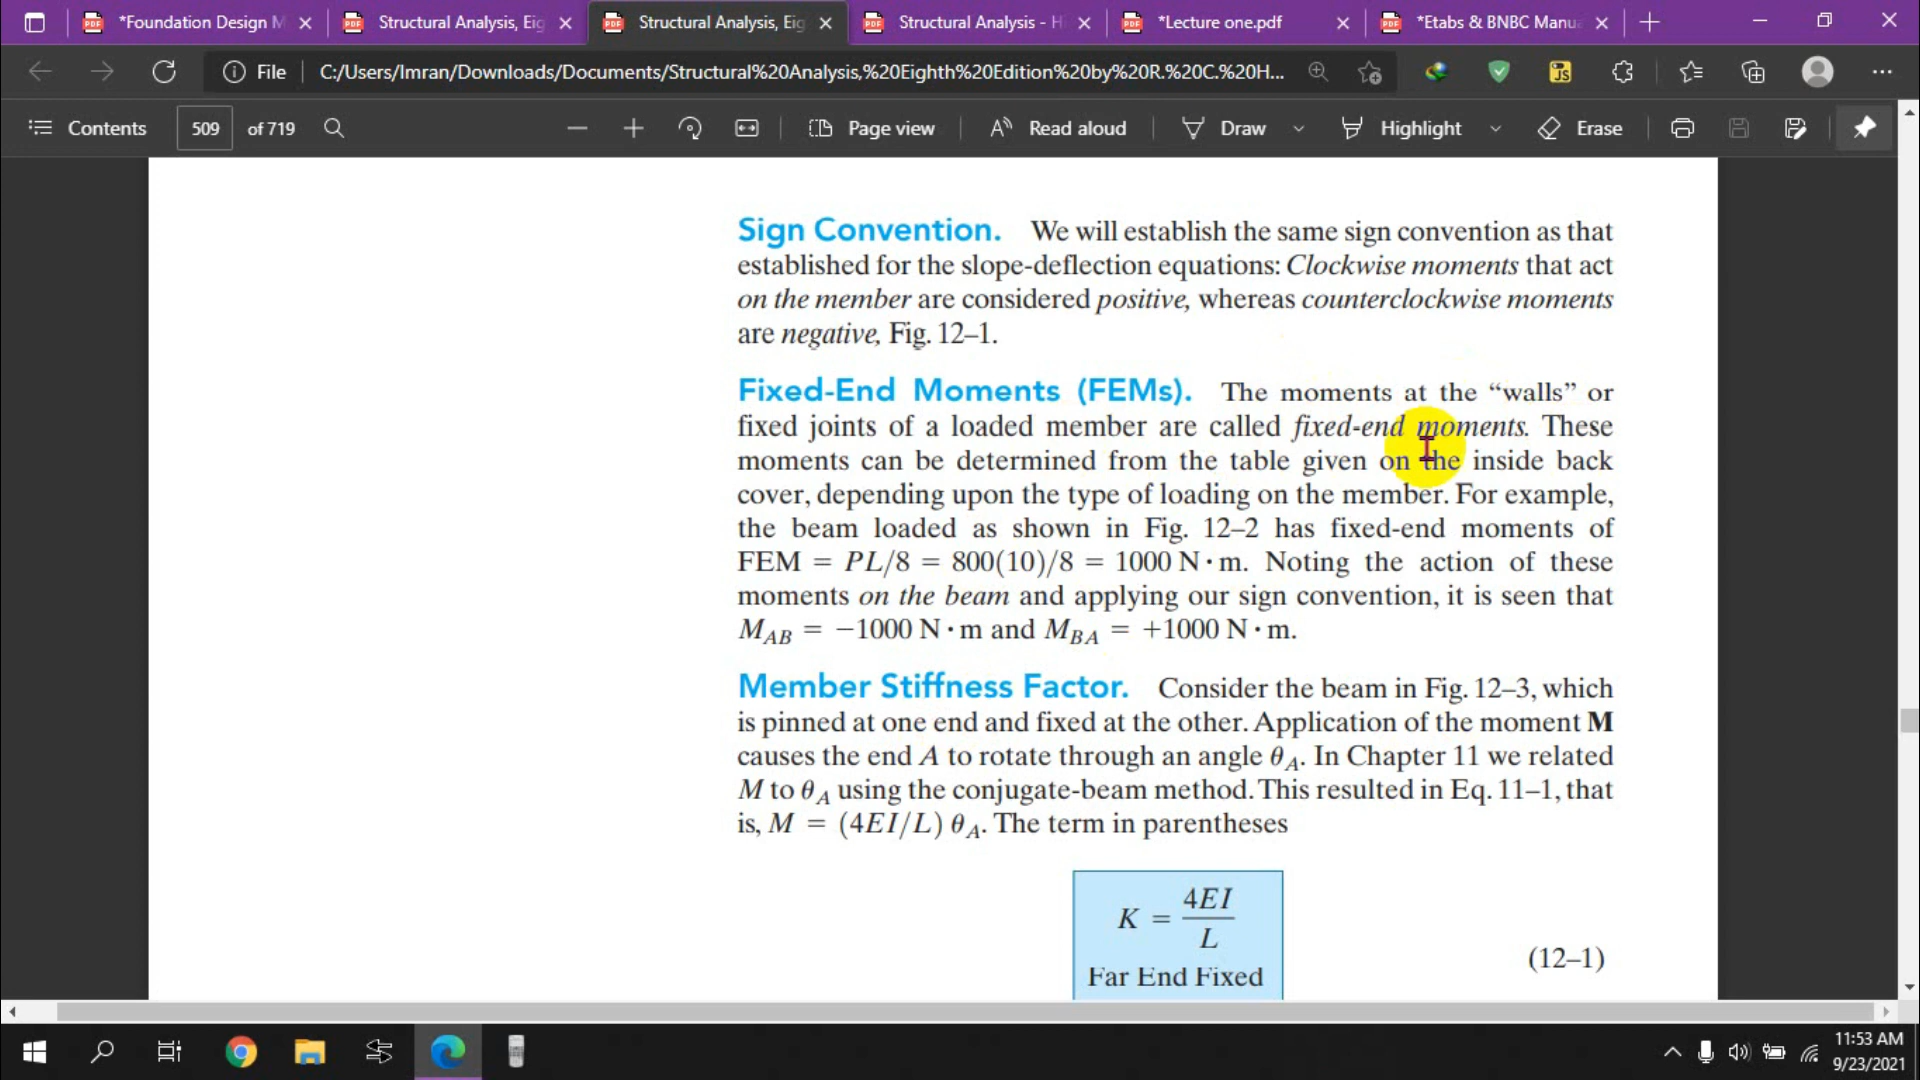 *Foundation Design M
Structural Analysis, Eig
Structural Analysis, Eig
Structural Analysis - Hi
*Lecture one.pdf
*Etabs & BNBC Manua
File
C:/Users/Imran/Downloads/Documents/Structural%20Analysis,%20Eighth%20Edition%20by%20R.%20C.%20H...
Contents
509
of 719
Page view
Read aloud
Draw
Highlight
Erase
Sign Convention. We will establish the same sign convention as that
established for the slope-deflection equations: Clockwise moments that act
on the member are considered positive, whereas counterclockwise moments
are negative, Fig. 12–1.
Fixed-End Moments (FEMs). The moments at the “walls” or
fixed joints of a loaded member are called fixed-end moments. These
moments can be determined from the table given on the inside back
cover, depending upon the type of loading on the member. For example,
the beam loaded as shown in Fig. 12–2 has fixed-end moments of
FEM = PL/8 = 800(10)/8 = 1000 N · m. Noting the action of these
moments on the beam and applying our sign convention, it is seen that
M_AB = −1000 N · m and M_BA = +1000 N · m.
Member Stiffness Factor. Consider the beam in Fig. 12–3, which
is pinned at one end and fixed at the other. Application of the moment M
causes the end A to rotate through an angle θ_A. In Chapter 11 we related
M to θ_A using the conjugate-beam method. This resulted in Eq. 11–1, that
is, M = (4EI/L) θ_A. The term in parentheses
K = 4EI/L
Far End Fixed
(12–1)
11:53 AM
9/23/2021